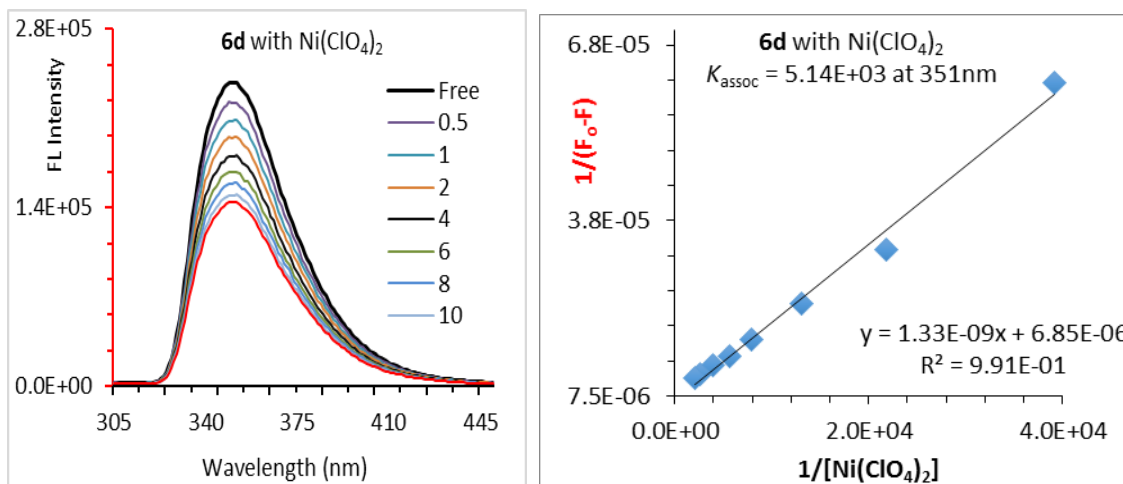 2.8E+05
6d with Ni(ClO4)2
Free
0.5
1
2
4
6
8
10
FL Intensity
1.4E+05
0.0E+00
305 340 375 410 445
Wavelength (nm)
6.8E-05
6d with Ni(ClO4)2
Kassoc = 5.14E+03 at 351nm
1/(Fo-F)
3.8E-05
y = 1.33E-09x + 6.85E-06
R² = 9.91E-01
7.5E-06
0.0E+00 2.0E+04 4.0E+04
1/[Ni(ClO4)2]